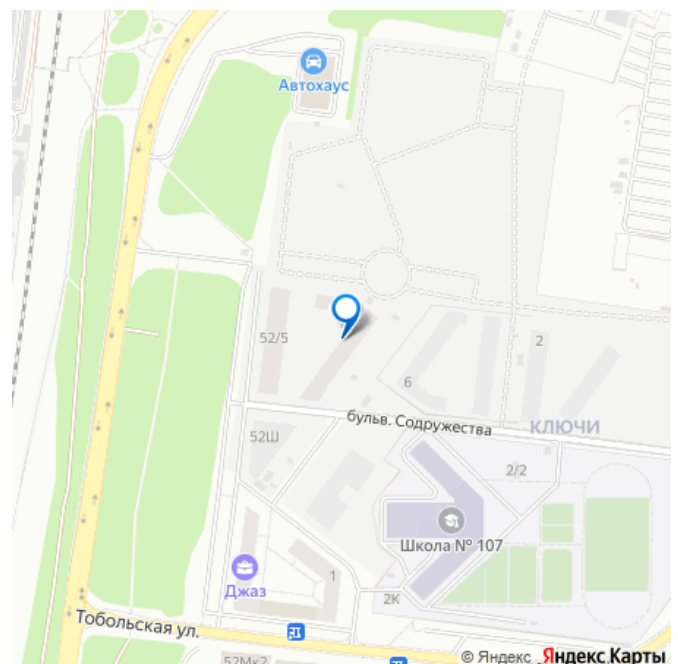 Автохаус
52/5
2
6
бульв. Содружества
КЛЮЧИ
52Ш
2/2
Школа № 107
Джаз
1
2К
Тобольская ул.
52Мк2
© Яндекс Яндекс Карты